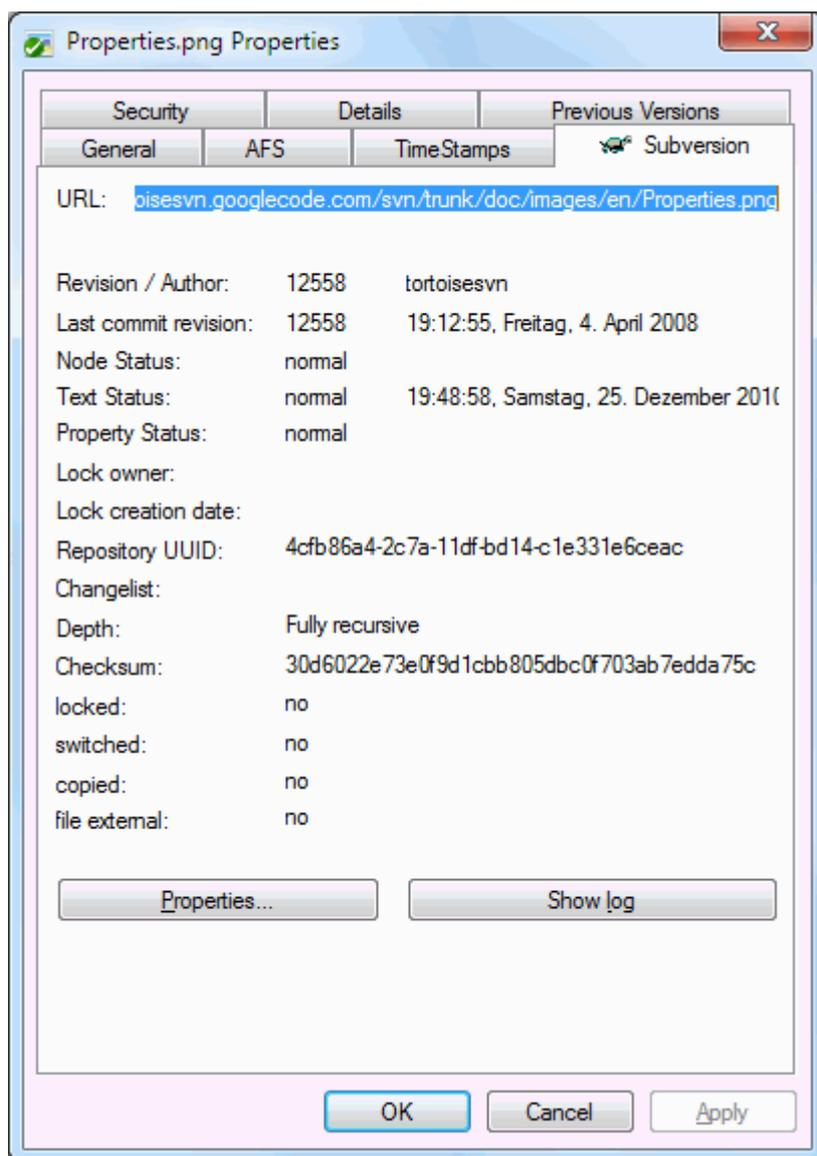 Properties.png Properties
x
Security Details Previous Versions
General AFS TimeStamps Subversion
URL: oisesvn.googlecode.com/svn/trunk/doc/images/en/Properties.png
Revision / Author: 12558 tortoisesvn
Last commit revision: 12558 19:12:55, Freitag, 4. April 2008
Node Status: normal
Text Status: normal 19:48:58, Samstag, 25. Dezember 2010
Property Status: normal
Lock owner:
Lock creation date:
Repository UUID: 4cfb86a4-2c7a-11df-bd14-c1e331e6ceac
Changelist:
Depth: Fully recursive
Checksum: 30d6022e73e0f9d1cbb805dbc0f703ab7edda75c
locked: no
switched: no
copied: no
file external: no
Properties... Show log
OK Cancel Apply